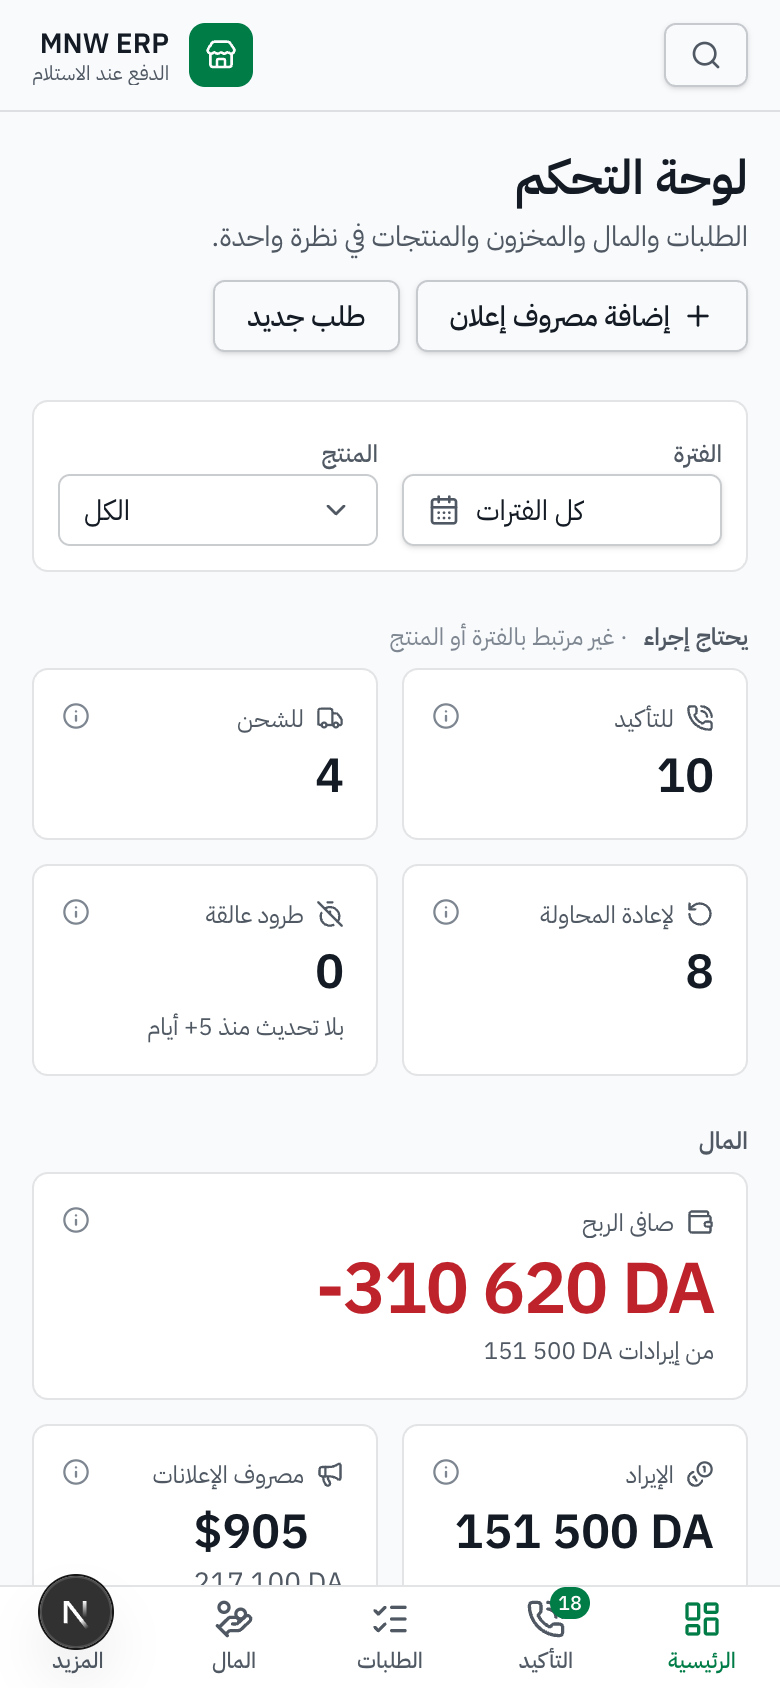 MNW ERP
الدفع عند الاستلام
لوحة التحكم
الطلبات والمال والمخزون والمنتجات في نظرة واحدة.
إضافة مصروف إعلان
طلب جديد
الفترة
المنتج
كل الفترات
الكل
يحتاج إجراء · غير مرتبط بالفترة أو المنتج
للتأكيد
للشحن
10
4
لإعادة المحاولة
طرود عالقة
8
0
بلا تحديث منذ 5+ أيام
المال
صافي الربح
-310 620 DA
من إيرادات 151 500 DA
الإيراد
مصروف الإعلانات
151 500 DA
$905
217 100 DA
18
الرئيسية
التأكيد
الطلبات
المال
المزيد
N